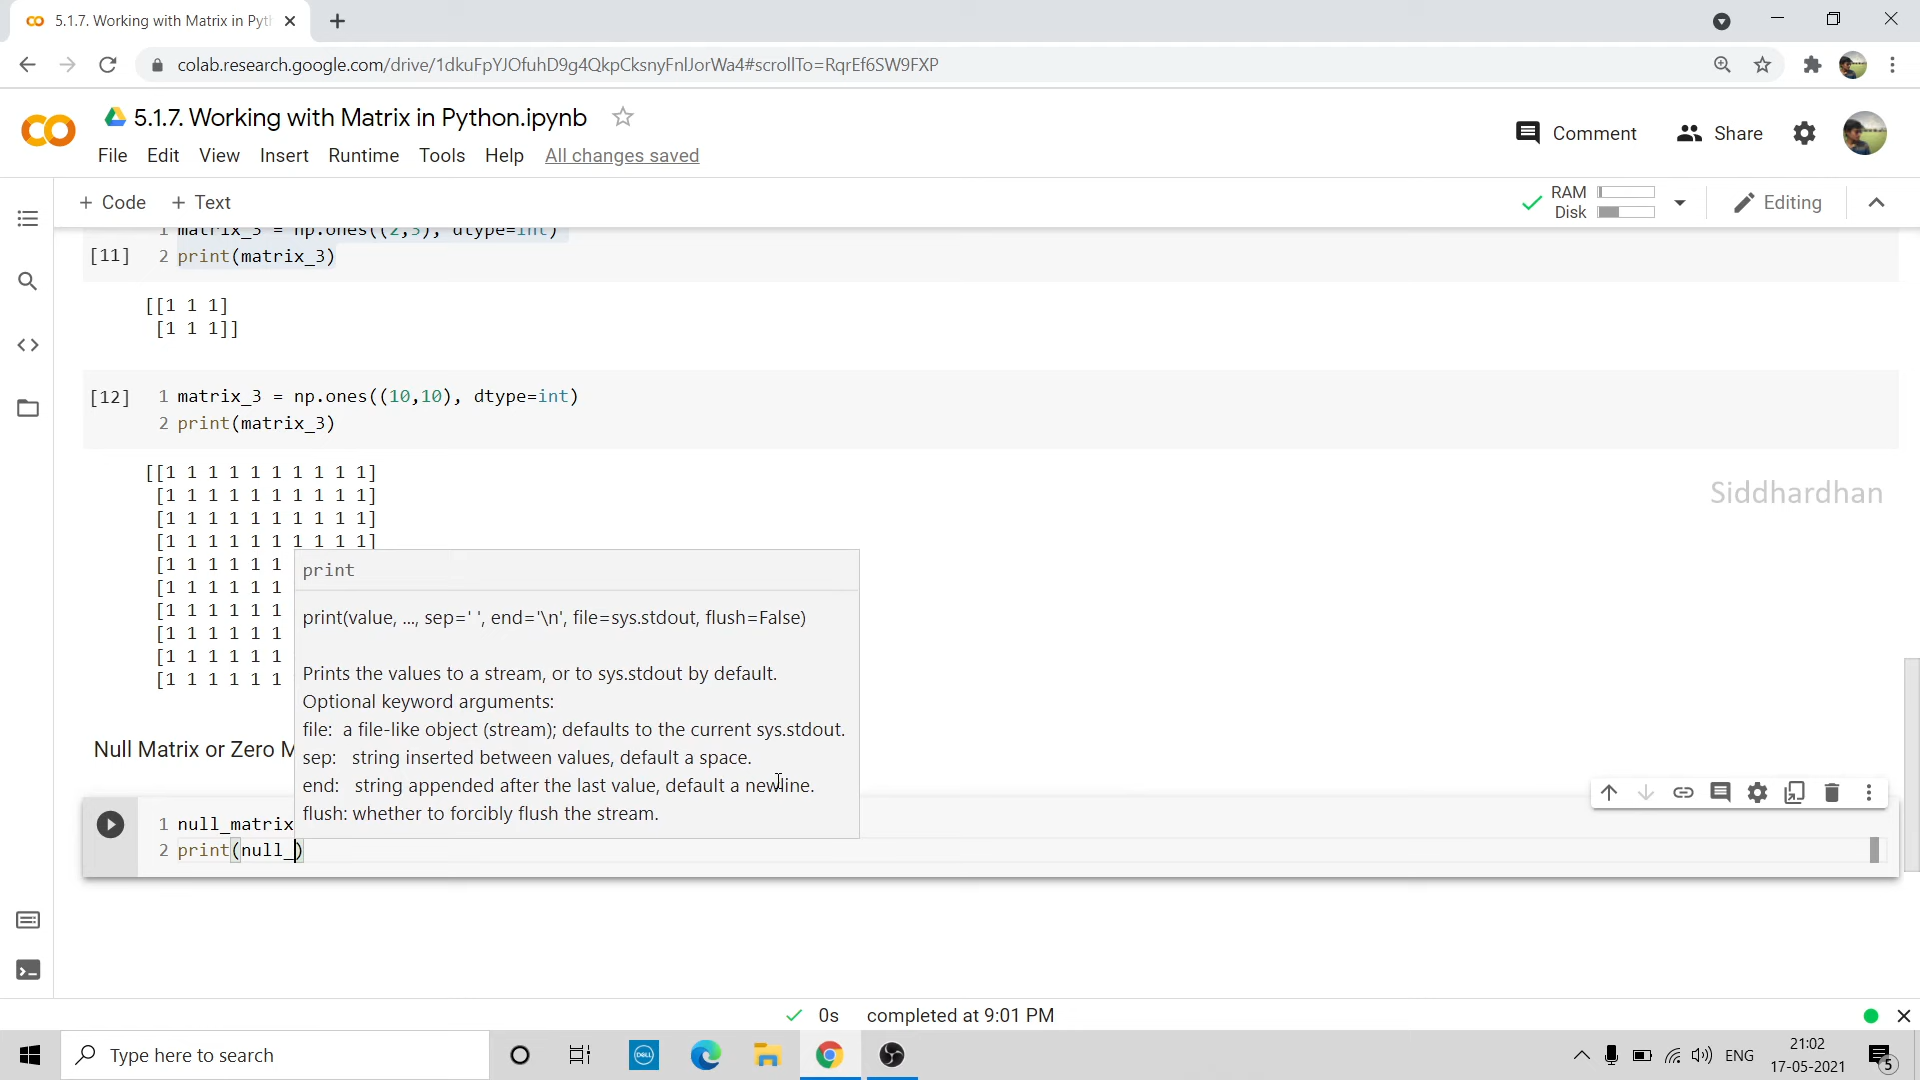 5.1.7. Working with Matrix in Pyth
colab.research.google.com/drive/1dkuFpYJOfuhD9g4QkpCksnyFnlJorWa4#scrollTo=RqrEf6SW9FXP
5.1.7. Working with Matrix in Python.ipynb
Comment
Share
File Edit View Insert Runtime Tools Help All changes saved
+ Code + Text
RAM
Disk
Editing
1 matrix_3 = np.ones((2,3), dtype=int)
[11] 2 print(matrix_3)
[[1 1 1]
[1 1 1]]
[12] 1 matrix_3 = np.ones((10,10), dtype=int)
2 print(matrix_3)
[[1 1 1 1 1 1 1 1 1 1]
[1 1 1 1 1 1 1 1 1 1]
Siddhardhan
[1 1 1 1 1 1 1 1 1 1]
[1 1 1 1 1 1 1 1 1 1]
[1 1 1 1 1 1
[1 1 1 1 1 1
[1 1 1 1 1 1
[1 1 1 1 1 1
[1 1 1 1 1 1
[1 1 1 1 1 1
print
print(value, ..., sep=' ', end='\n', file=sys.stdout, flush=False)
Prints the values to a stream, or to sys.stdout by default.
Optional keyword arguments:
file: a file-like object (stream); defaults to the current sys.stdout.
sep: string inserted between values, default a space.
end: string appended after the last value, default a newline.
flush: whether to forcibly flush the stream.
Null Matrix or Zero M
1 null_matrix
2 print(null_)
0s completed at 9:01 PM
Type here to search
DELL
ENG
21:02
17-05-2021
5